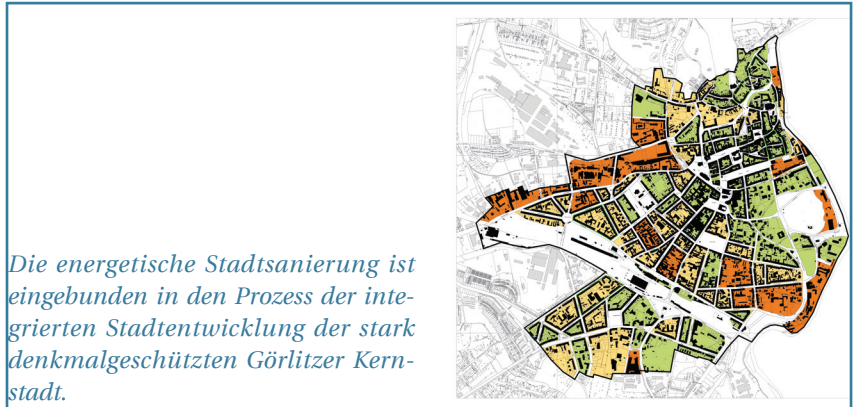 Die energetische Stadtsanierung ist
eingebunden in den Prozess der inte-
grierten Stadtentwicklung der stark
denkmalgeschützten Görlitzer Kern-
stadt.